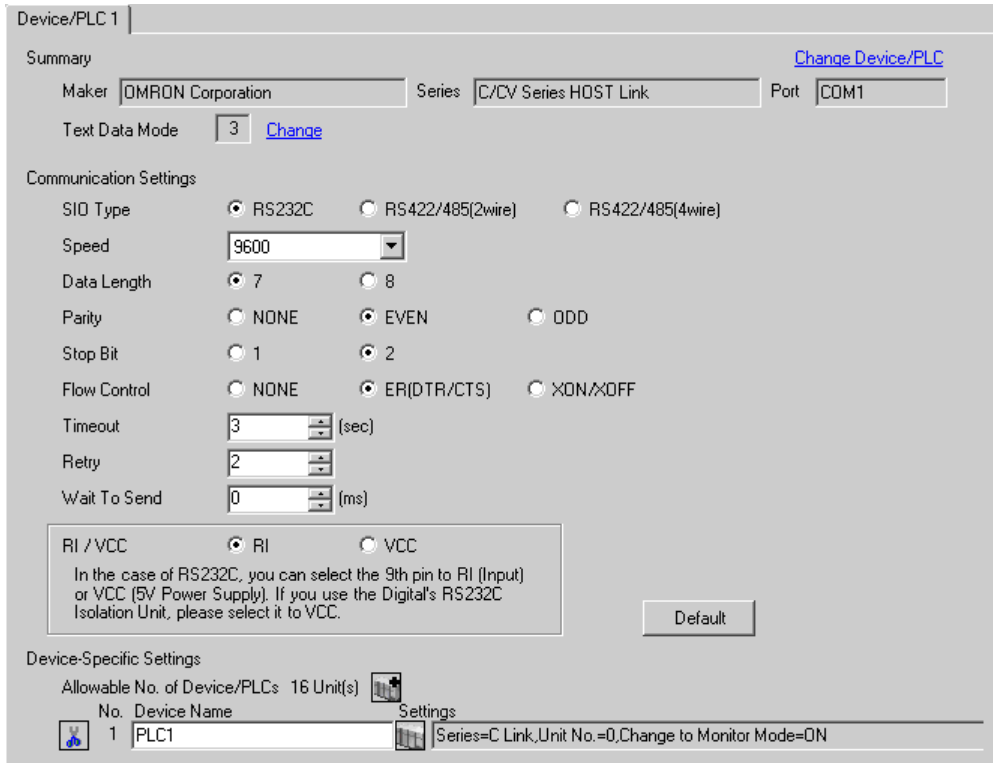 Device/PLC 1
Summary Change Device/PLC
Maker OMRON Corporation Series C/CV Series HOST Link Port COM1
Text Data Mode 3 Change
Communication Settings
SIO Type RS232C RS422/485(2wire) RS422/485(4wire)
Speed 9600
Data Length 7 8
Parity NONE EVEN ODD
Stop Bit 1 2
Flow Control NONE ER(DTR/CTS) XON/XOFF
Timeout 3 (sec)
Retry 2
Wait To Send 0 (ms)
RI / VCC RI VCC
In the case of RS232C, you can select the 9th pin to RI (Input)
or VCC (5V Power Supply). If you use the Digital's RS232C
Isolation Unit, please select it to VCC.
Default
Device-Specific Settings
Allowable No. of Device/PLCs 16 Unit(s)
No. Device Name Settings
1 PLC1 Series=C Link,Unit No.=0,Change to Monitor Mode=ON